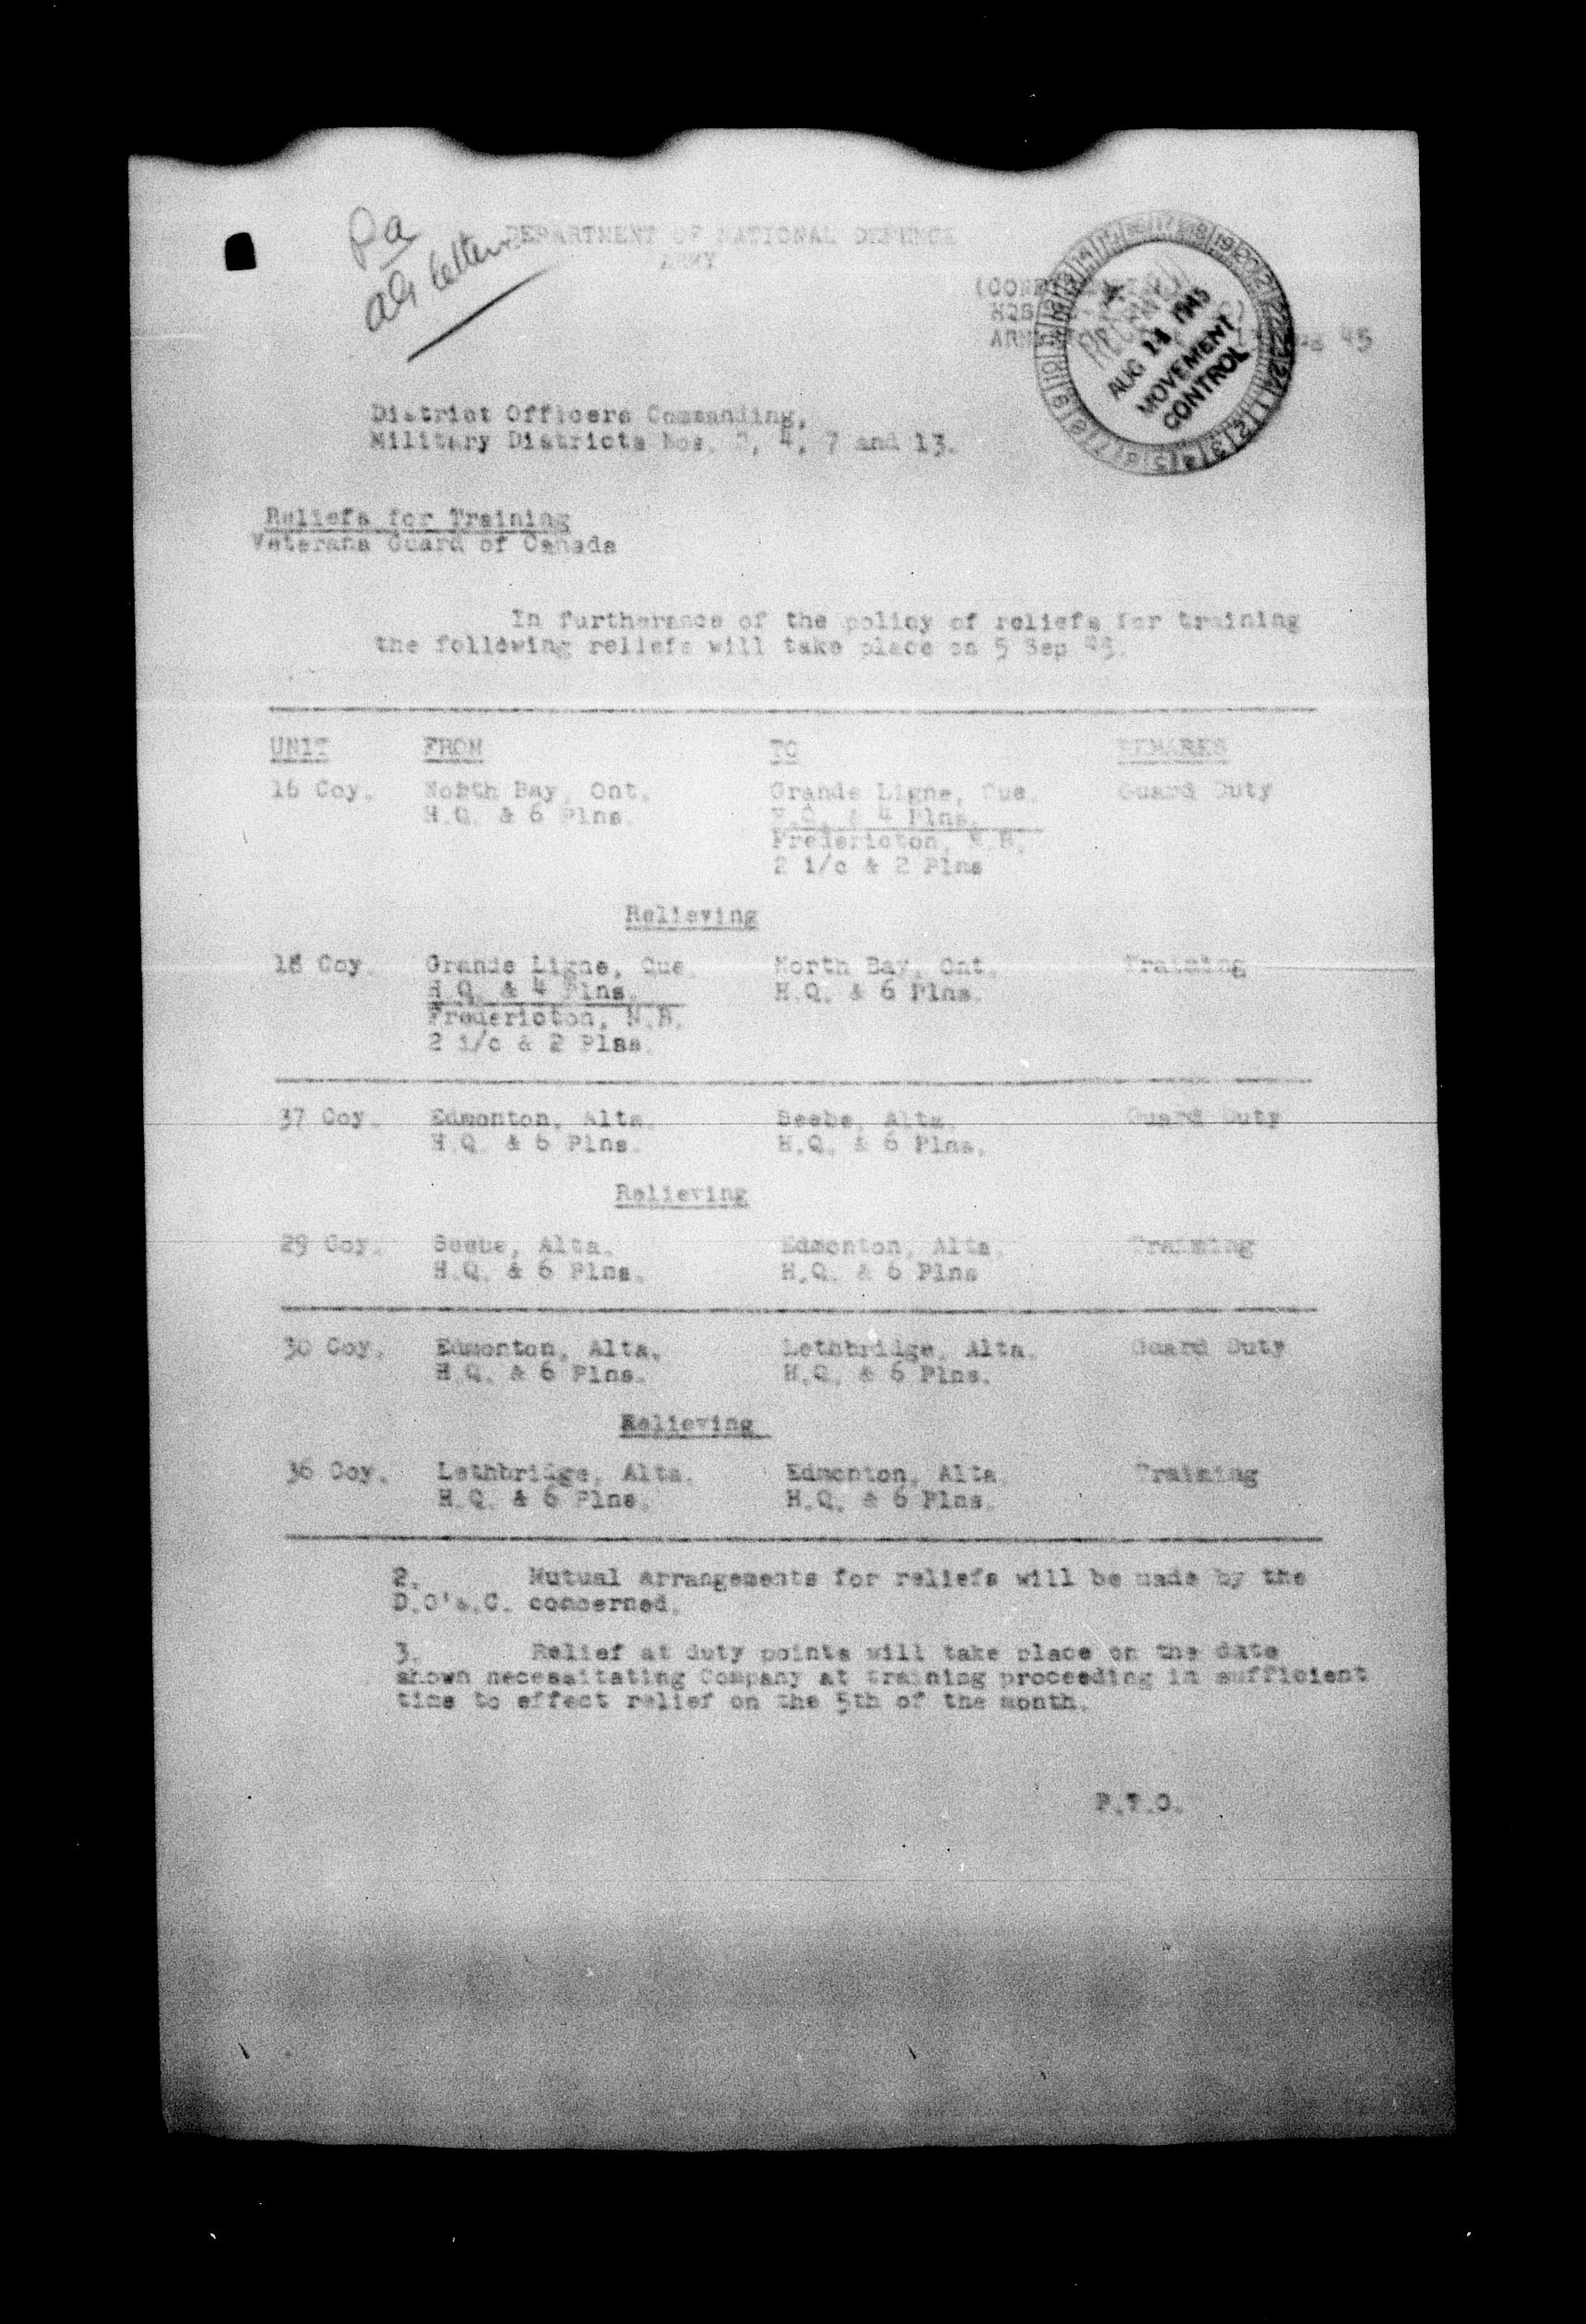 Pa
AG letters
DEPARTMENT OF NATIONAL DEFENCE
ARMY
AUG 14 1945
MOVEMENT
CONTROL
District Officers Commanding,
Military Districts Nos. 4, 7 and 13.
Reliefs for Training
Veterans Guard of Canada
In furtherance of the policy of reliefs for training
the following reliefs will take place on 5 Sep 45.
UNIT FROM TO REMARKS
16 Coy. North Bay, Ont. Grande Ligne, Que. Guard Duty
H.Q. & 6 Plns. H.Q. & 4 Plns.
Fredericton, N.B.
2 i/c & 2 Plns
Relieving
18 Coy. Grande Ligne, Que. North Bay, Ont. Training
H.Q. & 4 Plns. H.Q. & 6 Plns.
Fredericton, N.B.
2 i/c & 2 Plns.
37 Coy. Edmonton, Alta. Seebe, Alta. Guard Duty
H.Q. & 6 Plns. H.Q. & 6 Plns.
Relieving
29 Coy. Seebe, Alta. Edmonton, Alta. Training
H.Q. & 6 Plns. H.Q. & 6 Plns
30 Coy. Edmonton, Alta. Lethbridge, Alta. Guard Duty
H.Q. & 6 Plns. H.Q. & 6 Plns.
Relieving
36 Coy. Lethbridge, Alta. Edmonton, Alta. Training
H.Q. & 6 Plns. H.Q. & 6 Plns.
2. Mutual arrangements for reliefs will be made by the
D.O's.C. concerned.
3. Relief at duty points will take place on the date
shown necessitating Company at training proceeding in sufficient
time to effect relief on the 5th of the month.
P.T.O.